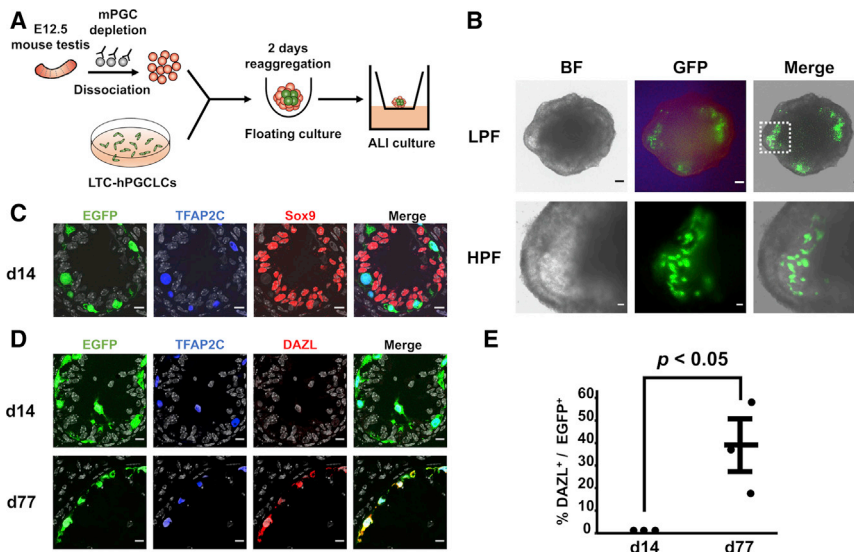 A
E12.5
mouse testis
mPGC
depletion
Dissociation
LTC-hPGCLCs
2 days
reaggregation
Floating culture
ALI culture
B
BF GFP Merge
LPF
HPF
C
EGFP TFAP2C Sox9 Merge
d14
D
EGFP TFAP2C DAZL Merge
d14
d77
E
p < 0.05
% DAZL⁺ / EGFP⁺
60
50
40
30
20
10
0
d14 d77